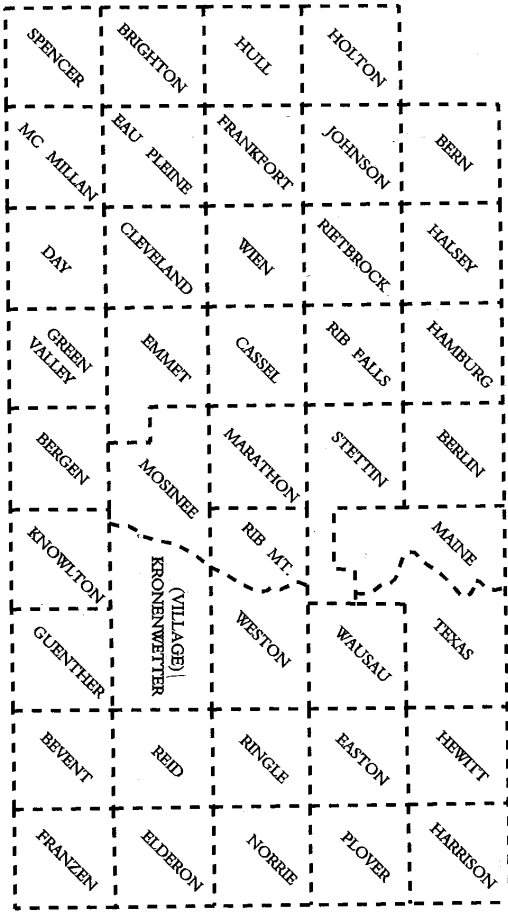 SPENCER
BRIGHTON
HULL
HOLTON
MC MILLAN
EAU PLEINE
FRANKFORT
JOHNSON
BERN
DAY
CLEVELAND
WIEN
RIETBROCK
HALSEY
GREEN
VALLEY
EMMET
CASSEL
RIB FALLS
HAMBURG
BERGEN
MOSINEE
MARATHON
STETTIN
BERLIN
KNOWLTON
(VILLAGE)
KRONENWETTER
RIB MT.
MAINE
GUENTHER
WESTON
WAUSAU
TEXAS
BEVENT
REID
RINGLE
EASTON
HEWITT
FRANZEN
ELDERON
NORRIE
PLOVER
HARRISON